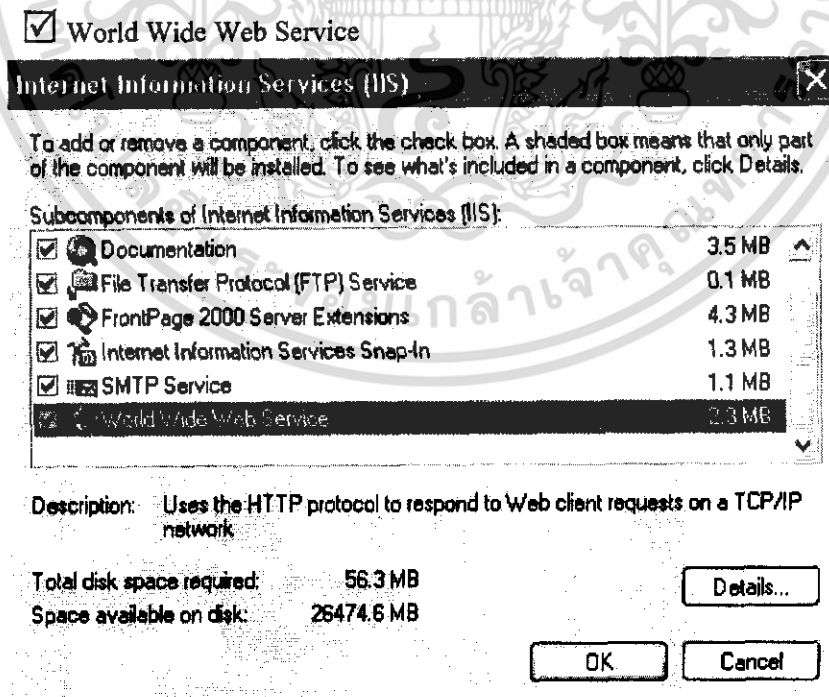 World Wide Web Service
Internet Information Services (IIS)
To add or remove a component, click the check box. A shaded box means that only part
of the component will be installed. To see what's included in a component, click Details.
Subcomponents of Internet Information Services (IIS):
Documentation 3.5 MB
File Transfer Protocol (FTP) Service 0.1 MB
FrontPage 2000 Server Extensions 4.3 MB
Internet Information Services Snap-In 1.3 MB
SMTP Service 1.1 MB
World Wide Web Service 2.3 MB
Description: Uses the HTTP protocol to respond to Web client requests on a TCP/IP
network
Total disk space required: 56.3 MB
Space available on disk: 26474.6 MB
Details...
OK Cancel